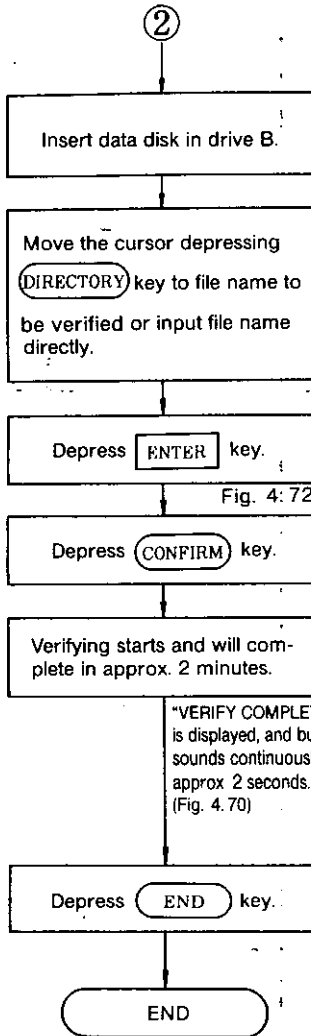 ②
Insert data disk in drive B.
Move the cursor depressing
DIRECTORY key to file name to
be verified or input file name
directly.
Depress ENTER key.
Fig. 4: 72
Depress CONFIRM key.
Verifying starts and will com-
plete in approx. 2 minutes.
"VERIFY COMPLET
is displayed, and bu
sounds continuous
approx 2 seconds.
(Fig. 4.70)
Depress END key.
END